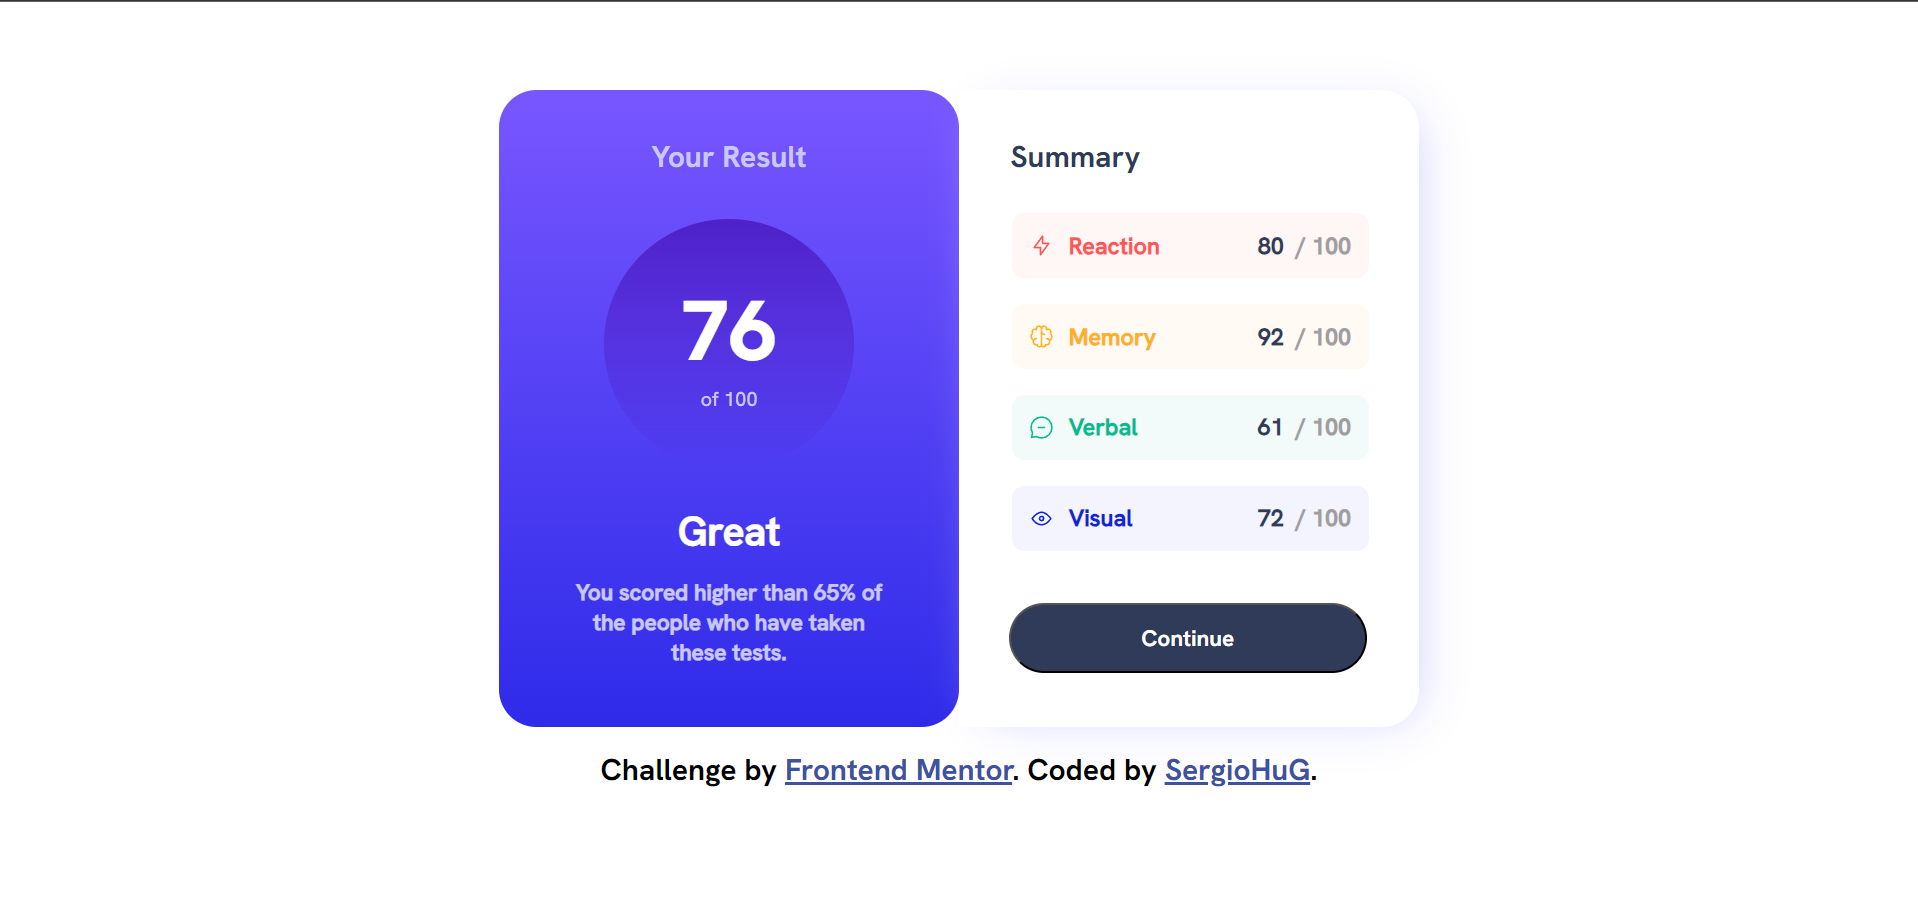 Your Result
76
of 100
Great
You scored higher than 65% of
the people who have taken
these tests.
Summary
Reaction 80 / 100
Memory 92 / 100
Verbal 61 / 100
Visual 72 / 100
Continue
Challenge by Frontend Mentor. Coded by SergioHuG.